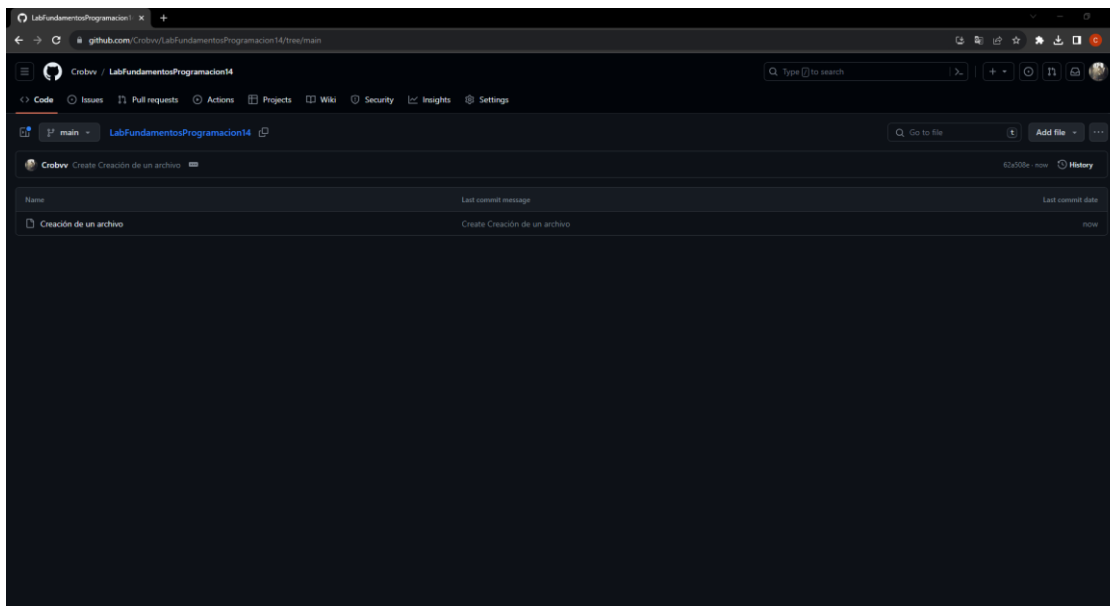 LabFundamentosProgramacion1
github.com/Crobvv/LabFundamentosProgramacion14/tree/main
C
Crobvv / LabFundamentosProgramacion14
Type / to search
Code Issues Pull requests Actions Projects Wiki Security Insights Settings
main LabFundamentosProgramacion14
Go to file t Add file
Crobvv Create Creación de un archivo
62a508e · now History
Name Last commit message Last commit date
Creación de un archivo Create Creación de un archivo now